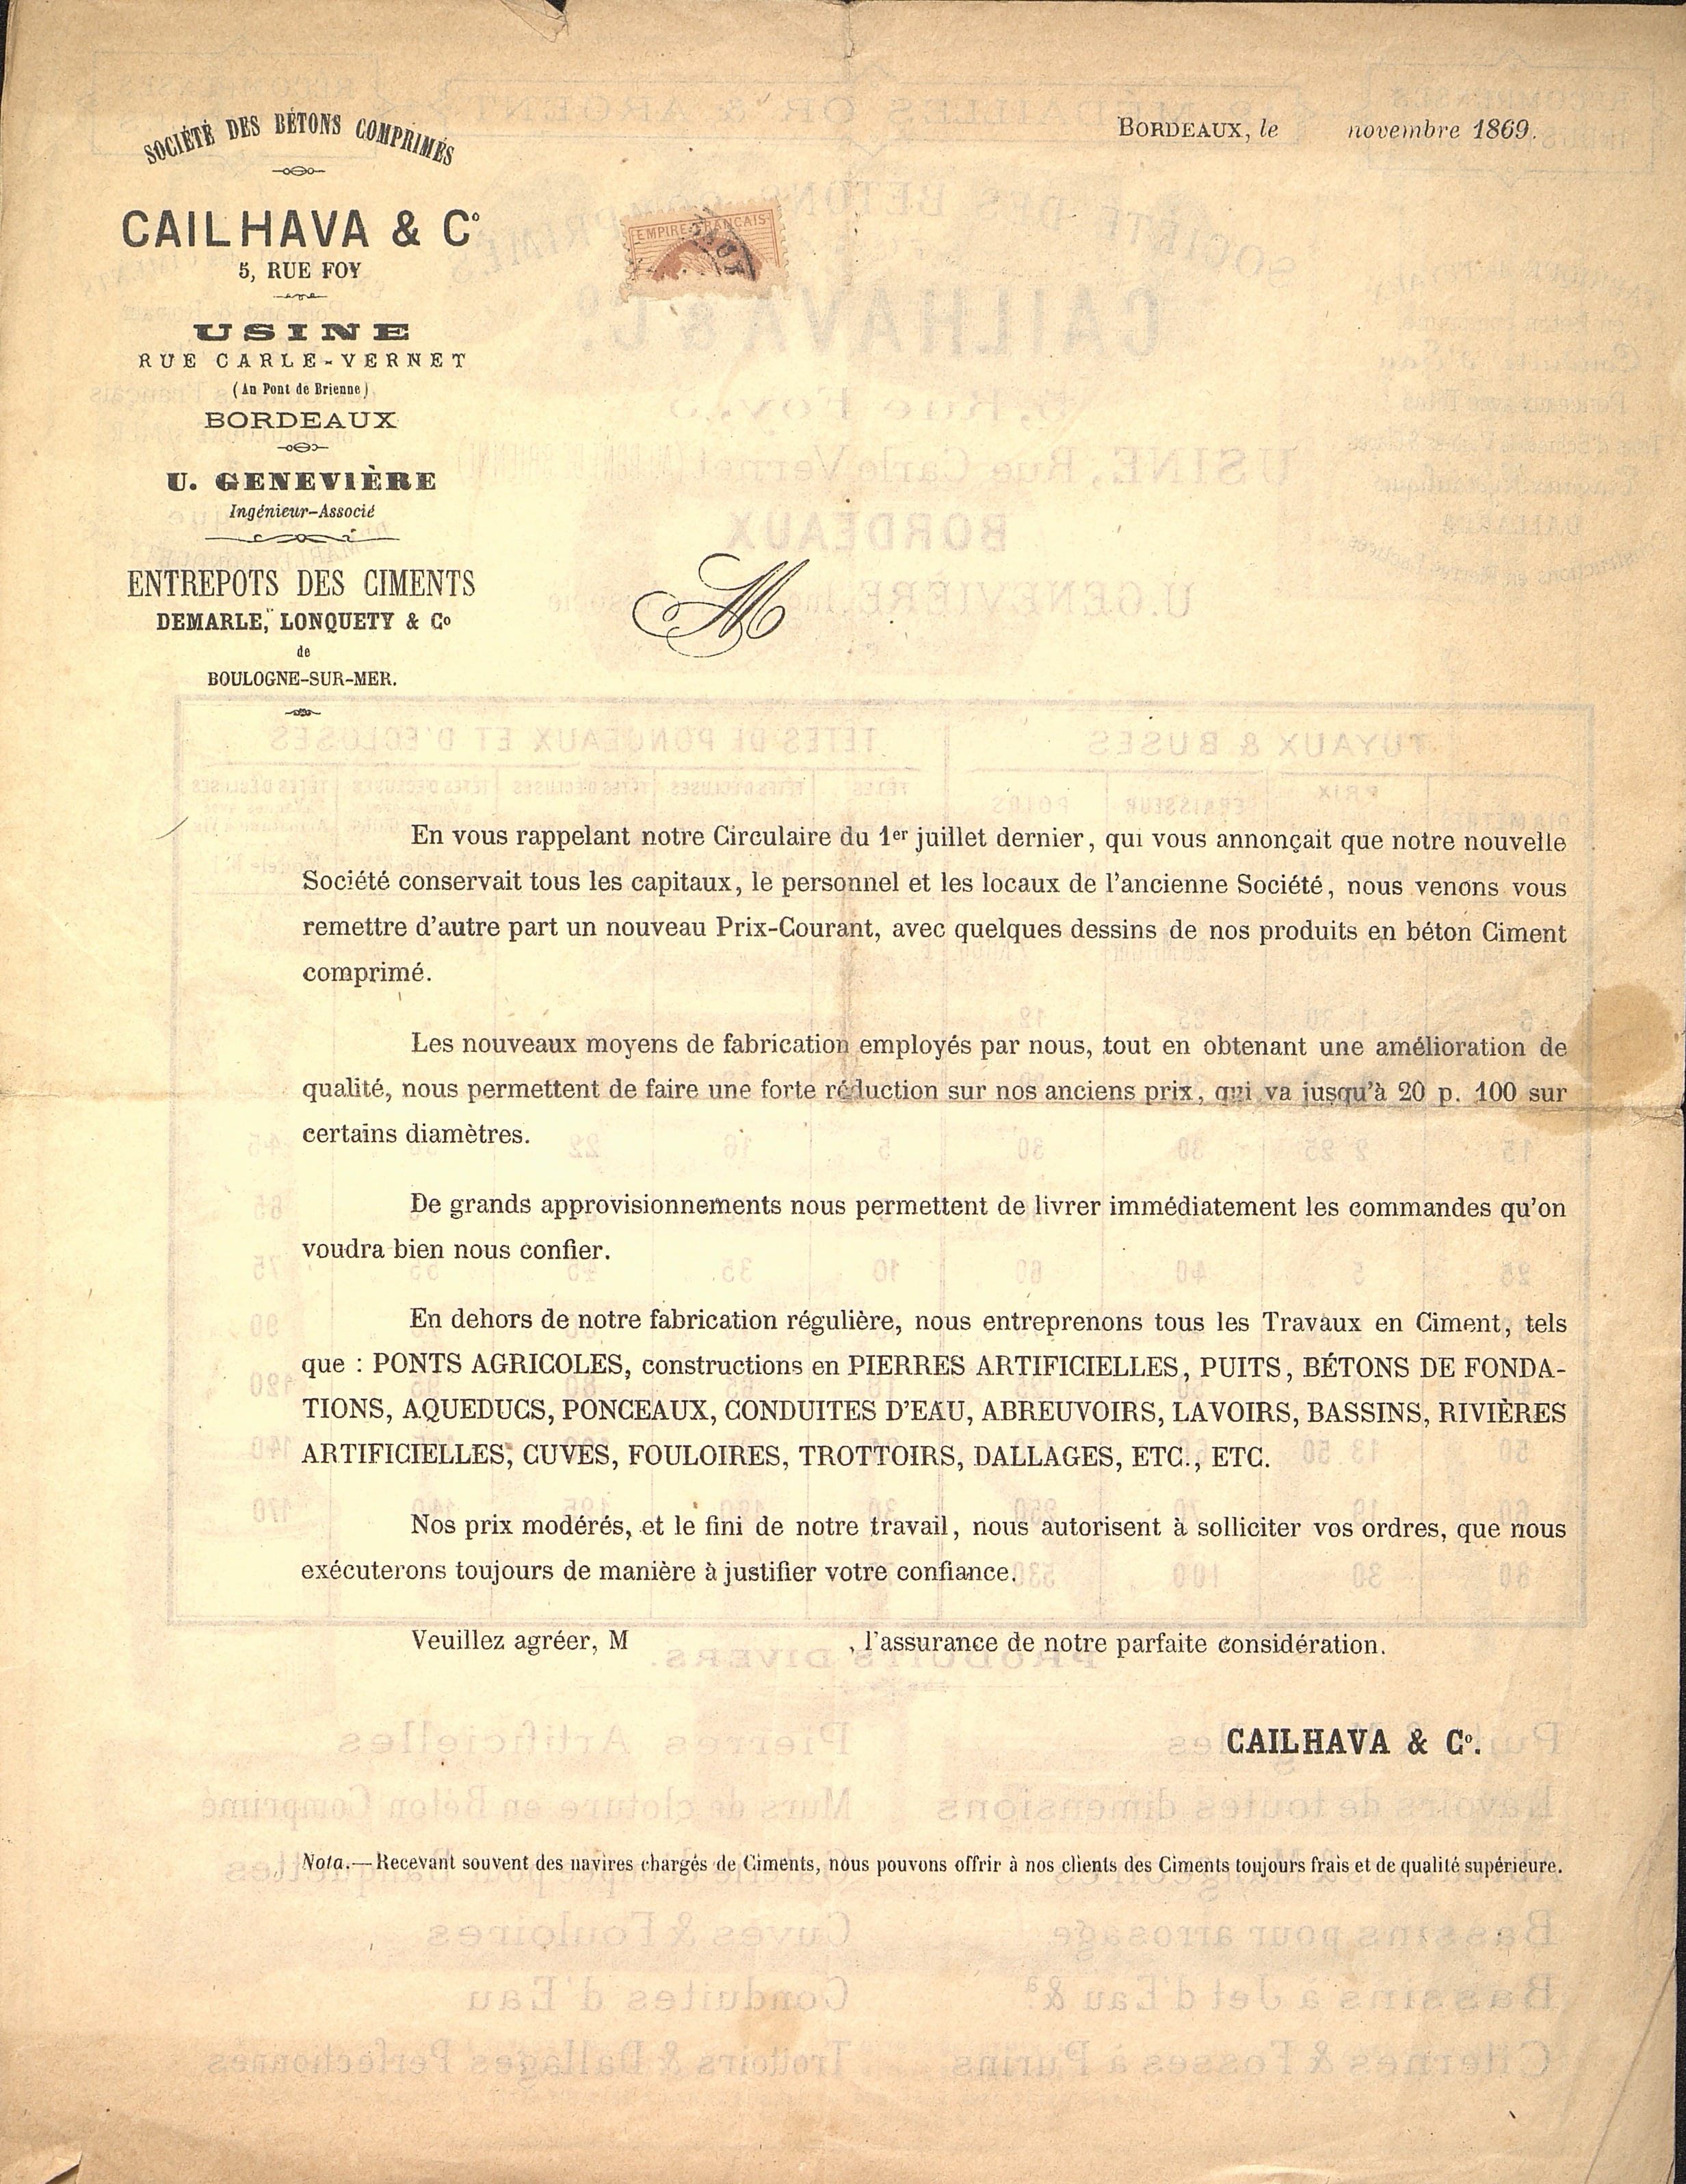 SOCIÉTÉ DES BÉTONS COMPRIMÉS
CAILHAVA & Cº
5, RUE FOY
USINE
RUE CARLE-VERNET
(Au Pont de Brienne)
BORDEAUX
U. GENEVIÈRE
Ingénieur-Associé
ENTREPOTS DES CIMENTS
DEMARLE, LONQUETY & Cº
de
BOULOGNE-SUR-MER.
BORDEAUX, le novembre 1869.
EMPIRE FRANÇAIS
M
En vous rappelant notre Circulaire du 1er juillet dernier, qui vous annonçait que notre nouvelle
Société conservait tous les capitaux, le personnel et les locaux de l'ancienne Société, nous venons vous
remettre d'autre part un nouveau Prix-Courant, avec quelques dessins de nos produits en béton Ciment
comprimé.
Les nouveaux moyens de fabrication employés par nous, tout en obtenant une amélioration de
qualité, nous permettent de faire une forte réduction sur nos anciens prix, qui va jusqu'à 20 p. 100 sur
certains diamètres.
De grands approvisionnements nous permettent de livrer immédiatement les commandes qu'on
voudra bien nous confier.
En dehors de notre fabrication régulière, nous entreprenons tous les Travaux en Ciment, tels
que : PONTS AGRICOLES, constructions en PIERRES ARTIFICIELLES, PUITS, BÉTONS DE FONDA-
TIONS, AQUEDUCS, PONCEAUX, CONDUITES D'EAU, ABREUVOIRS, LAVOIRS, BASSINS, RIVIÈRES
ARTIFICIELLES, CUVES, FOULOIRES, TROTTOIRS, DALLAGES, ETC., ETC.
Nos prix modérés, et le fini de notre travail, nous autorisent à solliciter vos ordres, que nous
exécuterons toujours de manière à justifier votre confiance.
Veuillez agréer, M , l'assurance de notre parfaite considération.
CAILHAVA & Cº.
Nota.— Recevant souvent des navires chargés de Ciments, nous pouvons offrir à nos clients des Ciments toujours frais et de qualité supérieure.